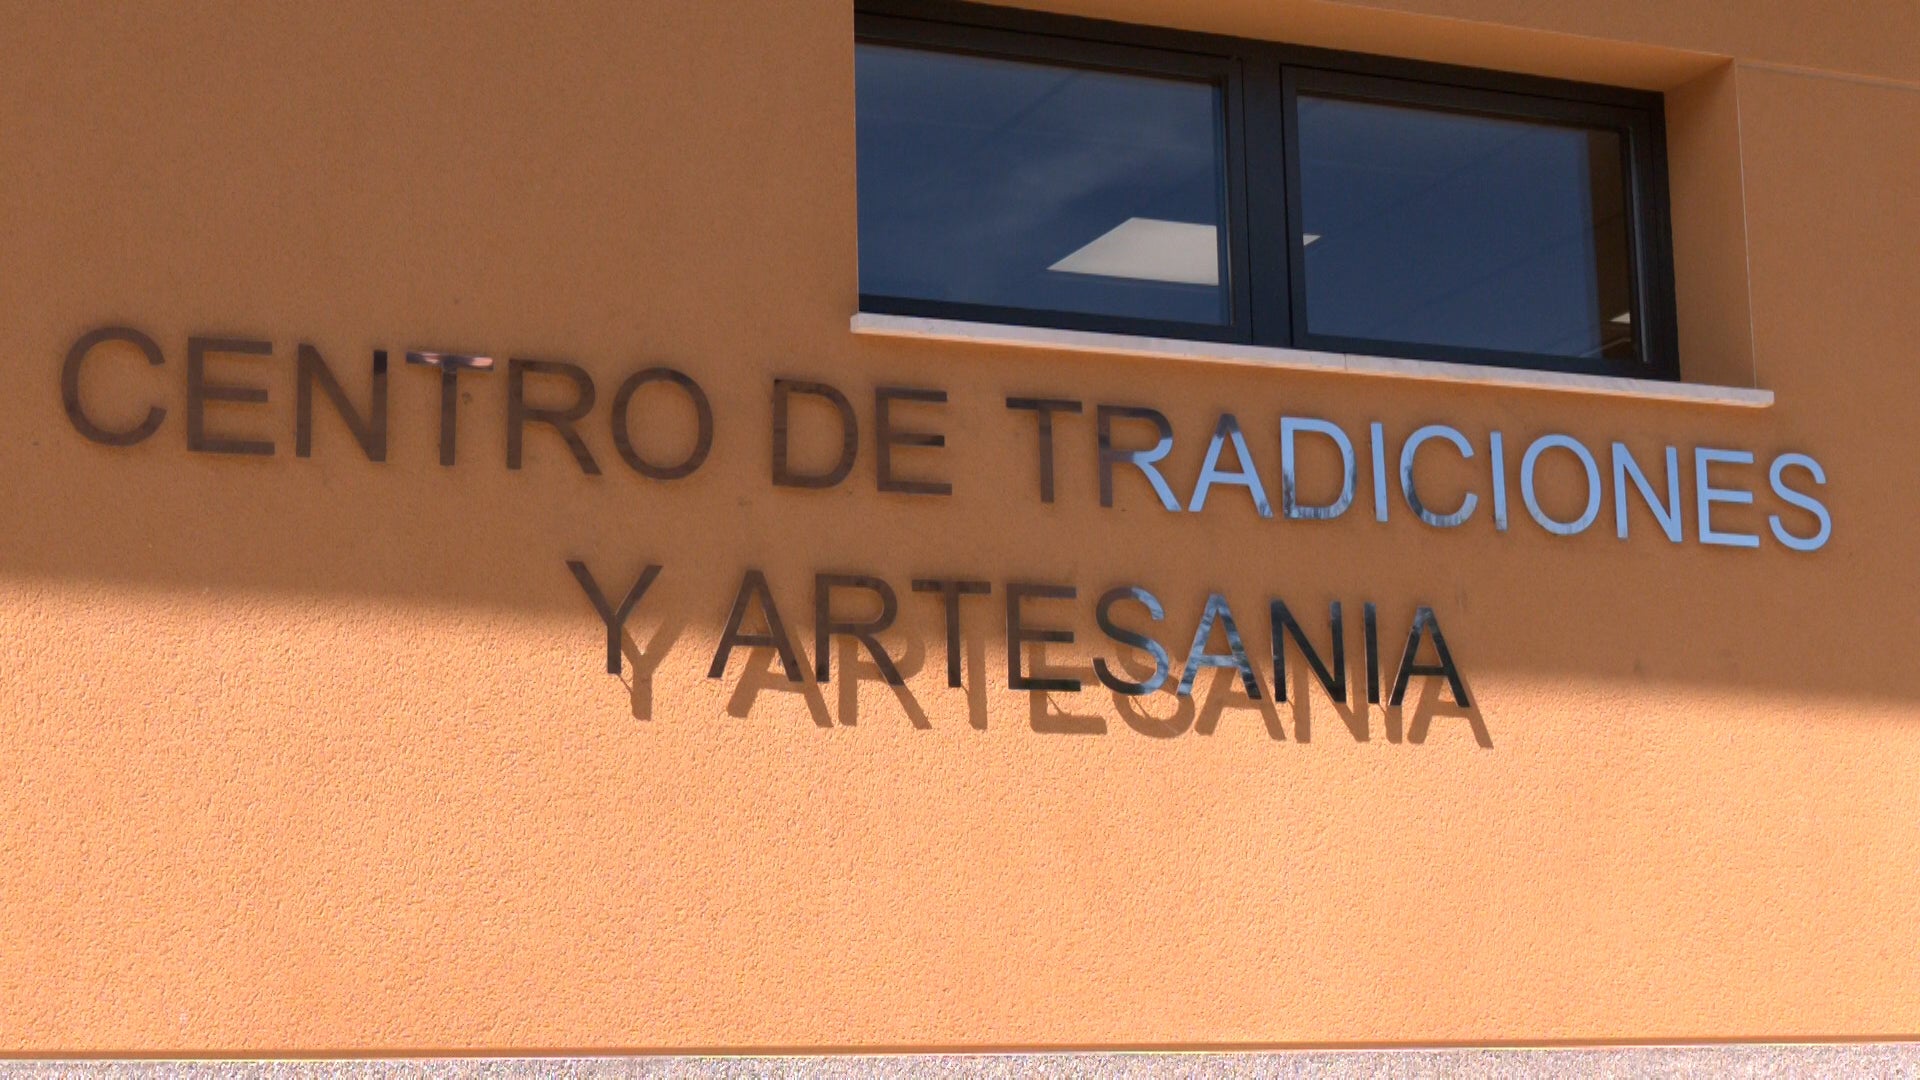 CENTRO DE TRADICIONES
Y ARTESANIA